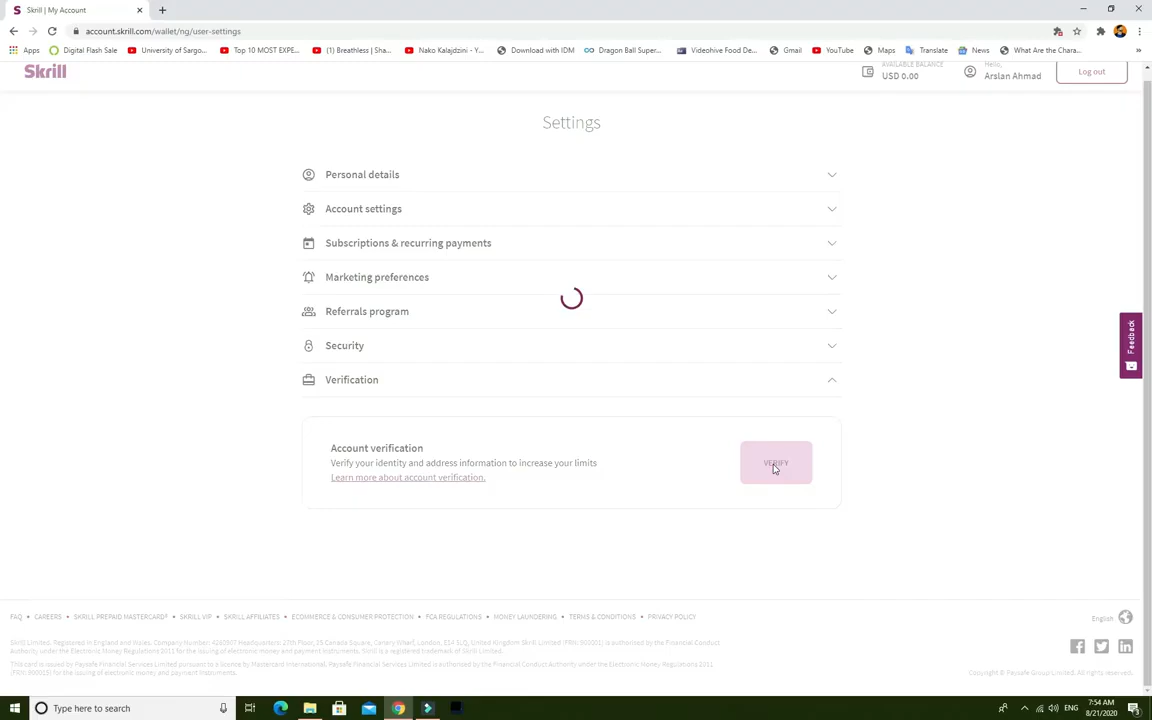 Skrill | My Account
account.skrill.com/wallet/ng/user-settings
Apps
Digital Flash Sale
University of Sargo...
Top 10 MOST EXPE...
(1) Breathless | Sha...
Nako Kalajdzini - Y...
Download with IDM
Dragon Ball Super...
Videohive Food De...
Gmail
YouTube
Maps
Translate
News
What Are the Chara...
»
Skrill
AVAILABLE BALANCE
USD 0.00
Hello,
Arslan Ahmad
Log out
Settings
Personal details
Account settings
Subscriptions & recurring payments
Marketing preferences
Referrals program
Security
Verification
Feedback
Account verification
Verify your identity and address information to increase your limits
Learn more about account verification.
VERIFY
FAQ • CAREERS • SKRILL PREPAID MASTERCARD® • SKRILL VIP • SKRILL AFFILIATES • ECOMMERCE & CONSUMER PROTECTION • FCA REGULATIONS • MONEY LAUNDERING • TERMS & CONDITIONS • PRIVACY POLICY
English
Skrill Limited. Registered in England and Wales. Company Number: 4260907 Headquarters: 27th Floor, 25 Canada Square, Canary Wharf, London, E14 5LQ, United Kingdom Skrill Limited (FRN: 900001) is authorised by the Financial Conduct
Authority under the Electronic Money Regulations 2011 for the issuing of electronic money and payment instruments. Skrill is a registered trademark of Skrill Limited.
This card is issued by Paysafe Financial Services Limited pursuant to a licence by Mastercard International. Paysafe Financial Services Limited is authorised by the Financial Conduct Authority under the Electronic Money Regulations 2011.
(FRN: 900015) for the issuing of electronic money and payment instruments.
Copyright © Paysafe Group Limited. All rights reserved.
Type here to search
ENG
7:54 AM
8/21/2020